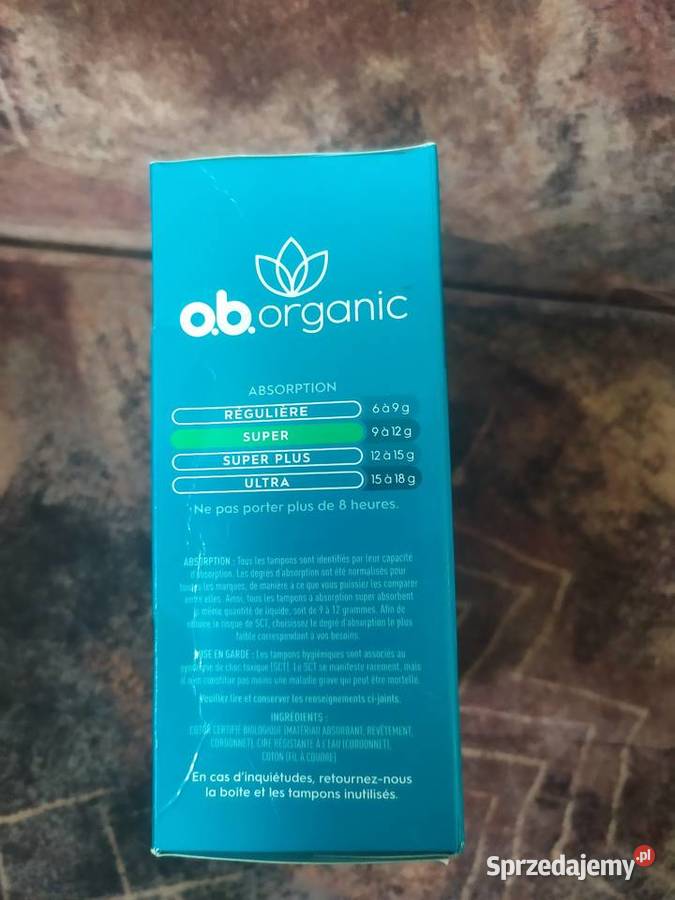 o.b. organic
ABSORPTION
RÉGULIÈRE 6 à 9 g
SUPER 9 à 12 g
SUPER PLUS 12 à 15 g
ULTRA 15 à 18 g
Ne pas porter plus de 8 heures.
ABSORPTION : Tous les tampons sont identifiés par leur capacité
d'absorption. Les degrés d'absorption ont été normalisés pour
toutes les marques, de manière à ce que vous puissiez les comparer
entre elles. Ainsi, tous les tampons à absorption super absorbent
la même quantité de liquide, soit de 9 à 12 grammes. Afin de
réduire le risque de SCT, choisissez le degré d'absorption le plus
faible correspondant à vos besoins.
MISE EN GARDE : Les tampons hygiéniques sont associés au
syndrome de choc toxique (SCT). Le SCT se manifeste rarement, mais
il n'en constitue pas moins une maladie grave qui peut être mortelle.
Veuillez lire et conserver les renseignements ci-joints.
INGRÉDIENTS :
COTON CERTIFIÉ BIOLOGIQUE (MATÉRIAU ABSORBANT, REVÊTEMENT,
CORDONNET), CIRE RÉSISTANTE À L'EAU (CORDONNET),
COTON (FIL À COUDRE)
En cas d'inquiétudes, retournez-nous
la boîte et les tampons inutilisés.
Sprzedajemy.pl